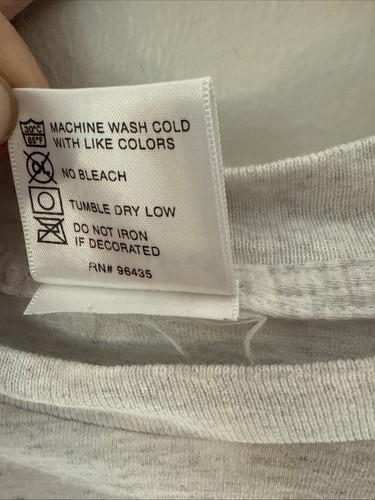 30°C
85°F
MACHINE WASH COLD
WITH LIKE COLORS
NO BLEACH
TUMBLE DRY LOW
DO NOT IRON
IF DECORATED
RN# 96435